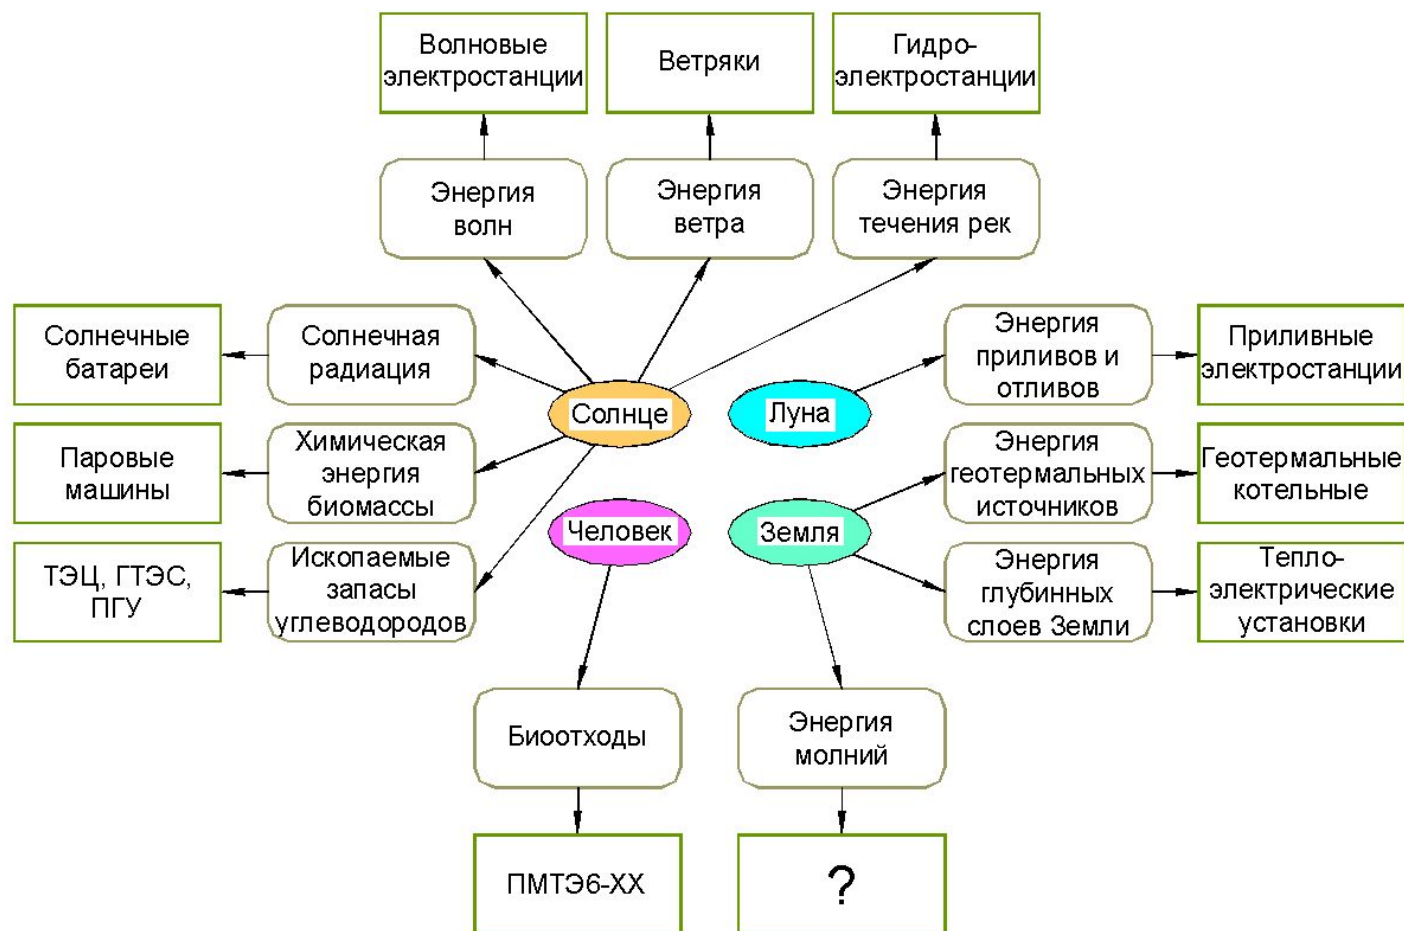 Волновые
электростанции
Ветряки
Гидро-
электростанции
Энергия
волн
Энергия
ветра
Энергия
течения рек
Солнечные
батареи
Солнечная
радиация
Энергия
приливов и
отливов
Приливные
электростанции
Солнце
Луна
Паровые
машины
Химическая
энергия
биомассы
Энергия
геотермальных
источников
Геотермальные
котельные
Человек
Земля
ТЭЦ, ГТЭС,
ПГУ
Ископаемые
запасы
углеводородов
Энергия
глубинных
слоев Земли
Тепло-
электрические
установки
Биоотходы
Энергия
молний
ПМТЭ6-ХХ
?